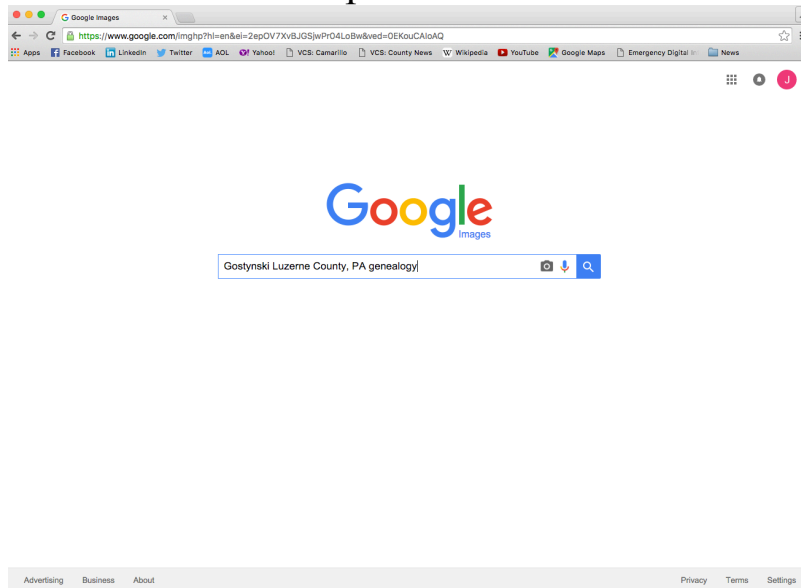 Google Images
https://www.google.com/imghp?hl=en&ei=2epOV7XvBJGSjwPr04LoBw&ved=0EKouCAIoAQ
Apps Facebook LinkedIn Twitter AOL Yahoo! VCS: Camarillo VCS: County News Wikipedia YouTube Google Maps Emergency Digital News
J
Google
Images
Gostynski Luzerne County, PA genealogy
Advertising Business About Privacy Terms Settings